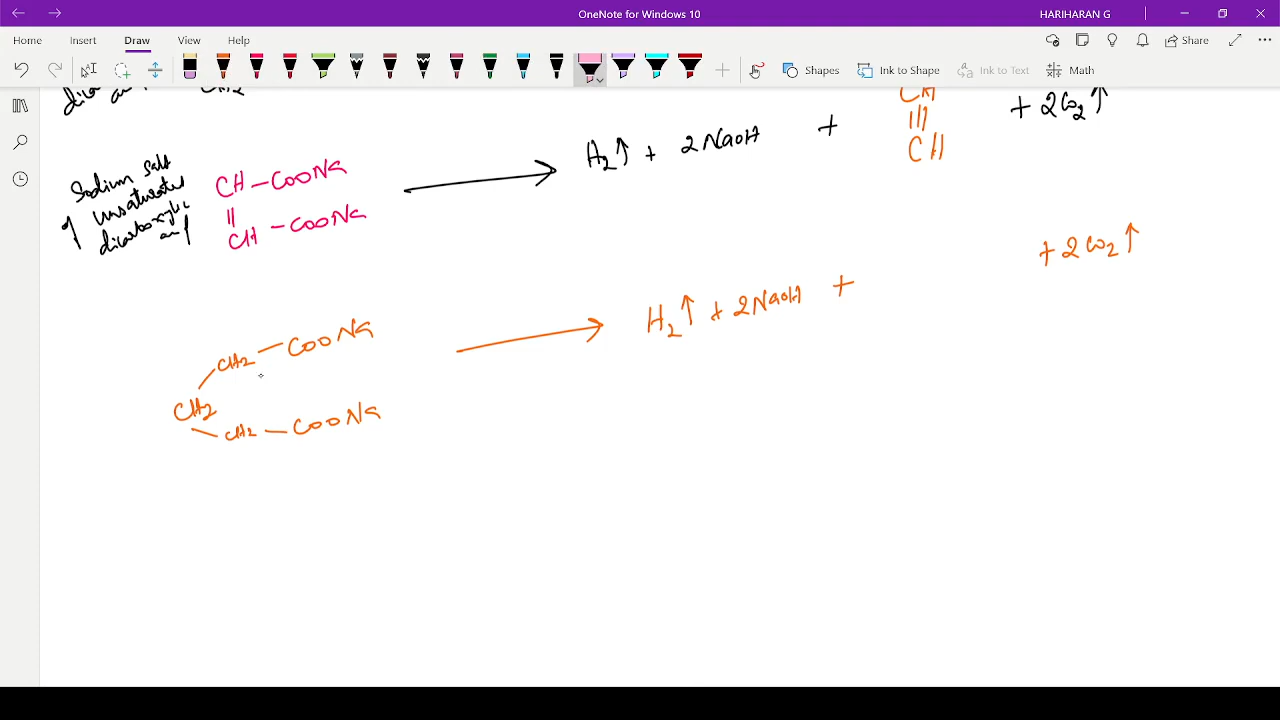 OneNote for Windows 10
HARIHARAN G
Home Insert Draw View Help
Share
Shapes Ink to Shape Ink to Text Math
CH2
CH
≡
CH
+ 2CO2↑
H2↑ + 2NaOH +
Sodium Salt
of unsaturated
dicarboxylic
CH — COONa
||
CH — COONa
+ 2CO2↑
H2↑ + 2NaOH +
CH2 — COONa
CH2
CH2 — COONa